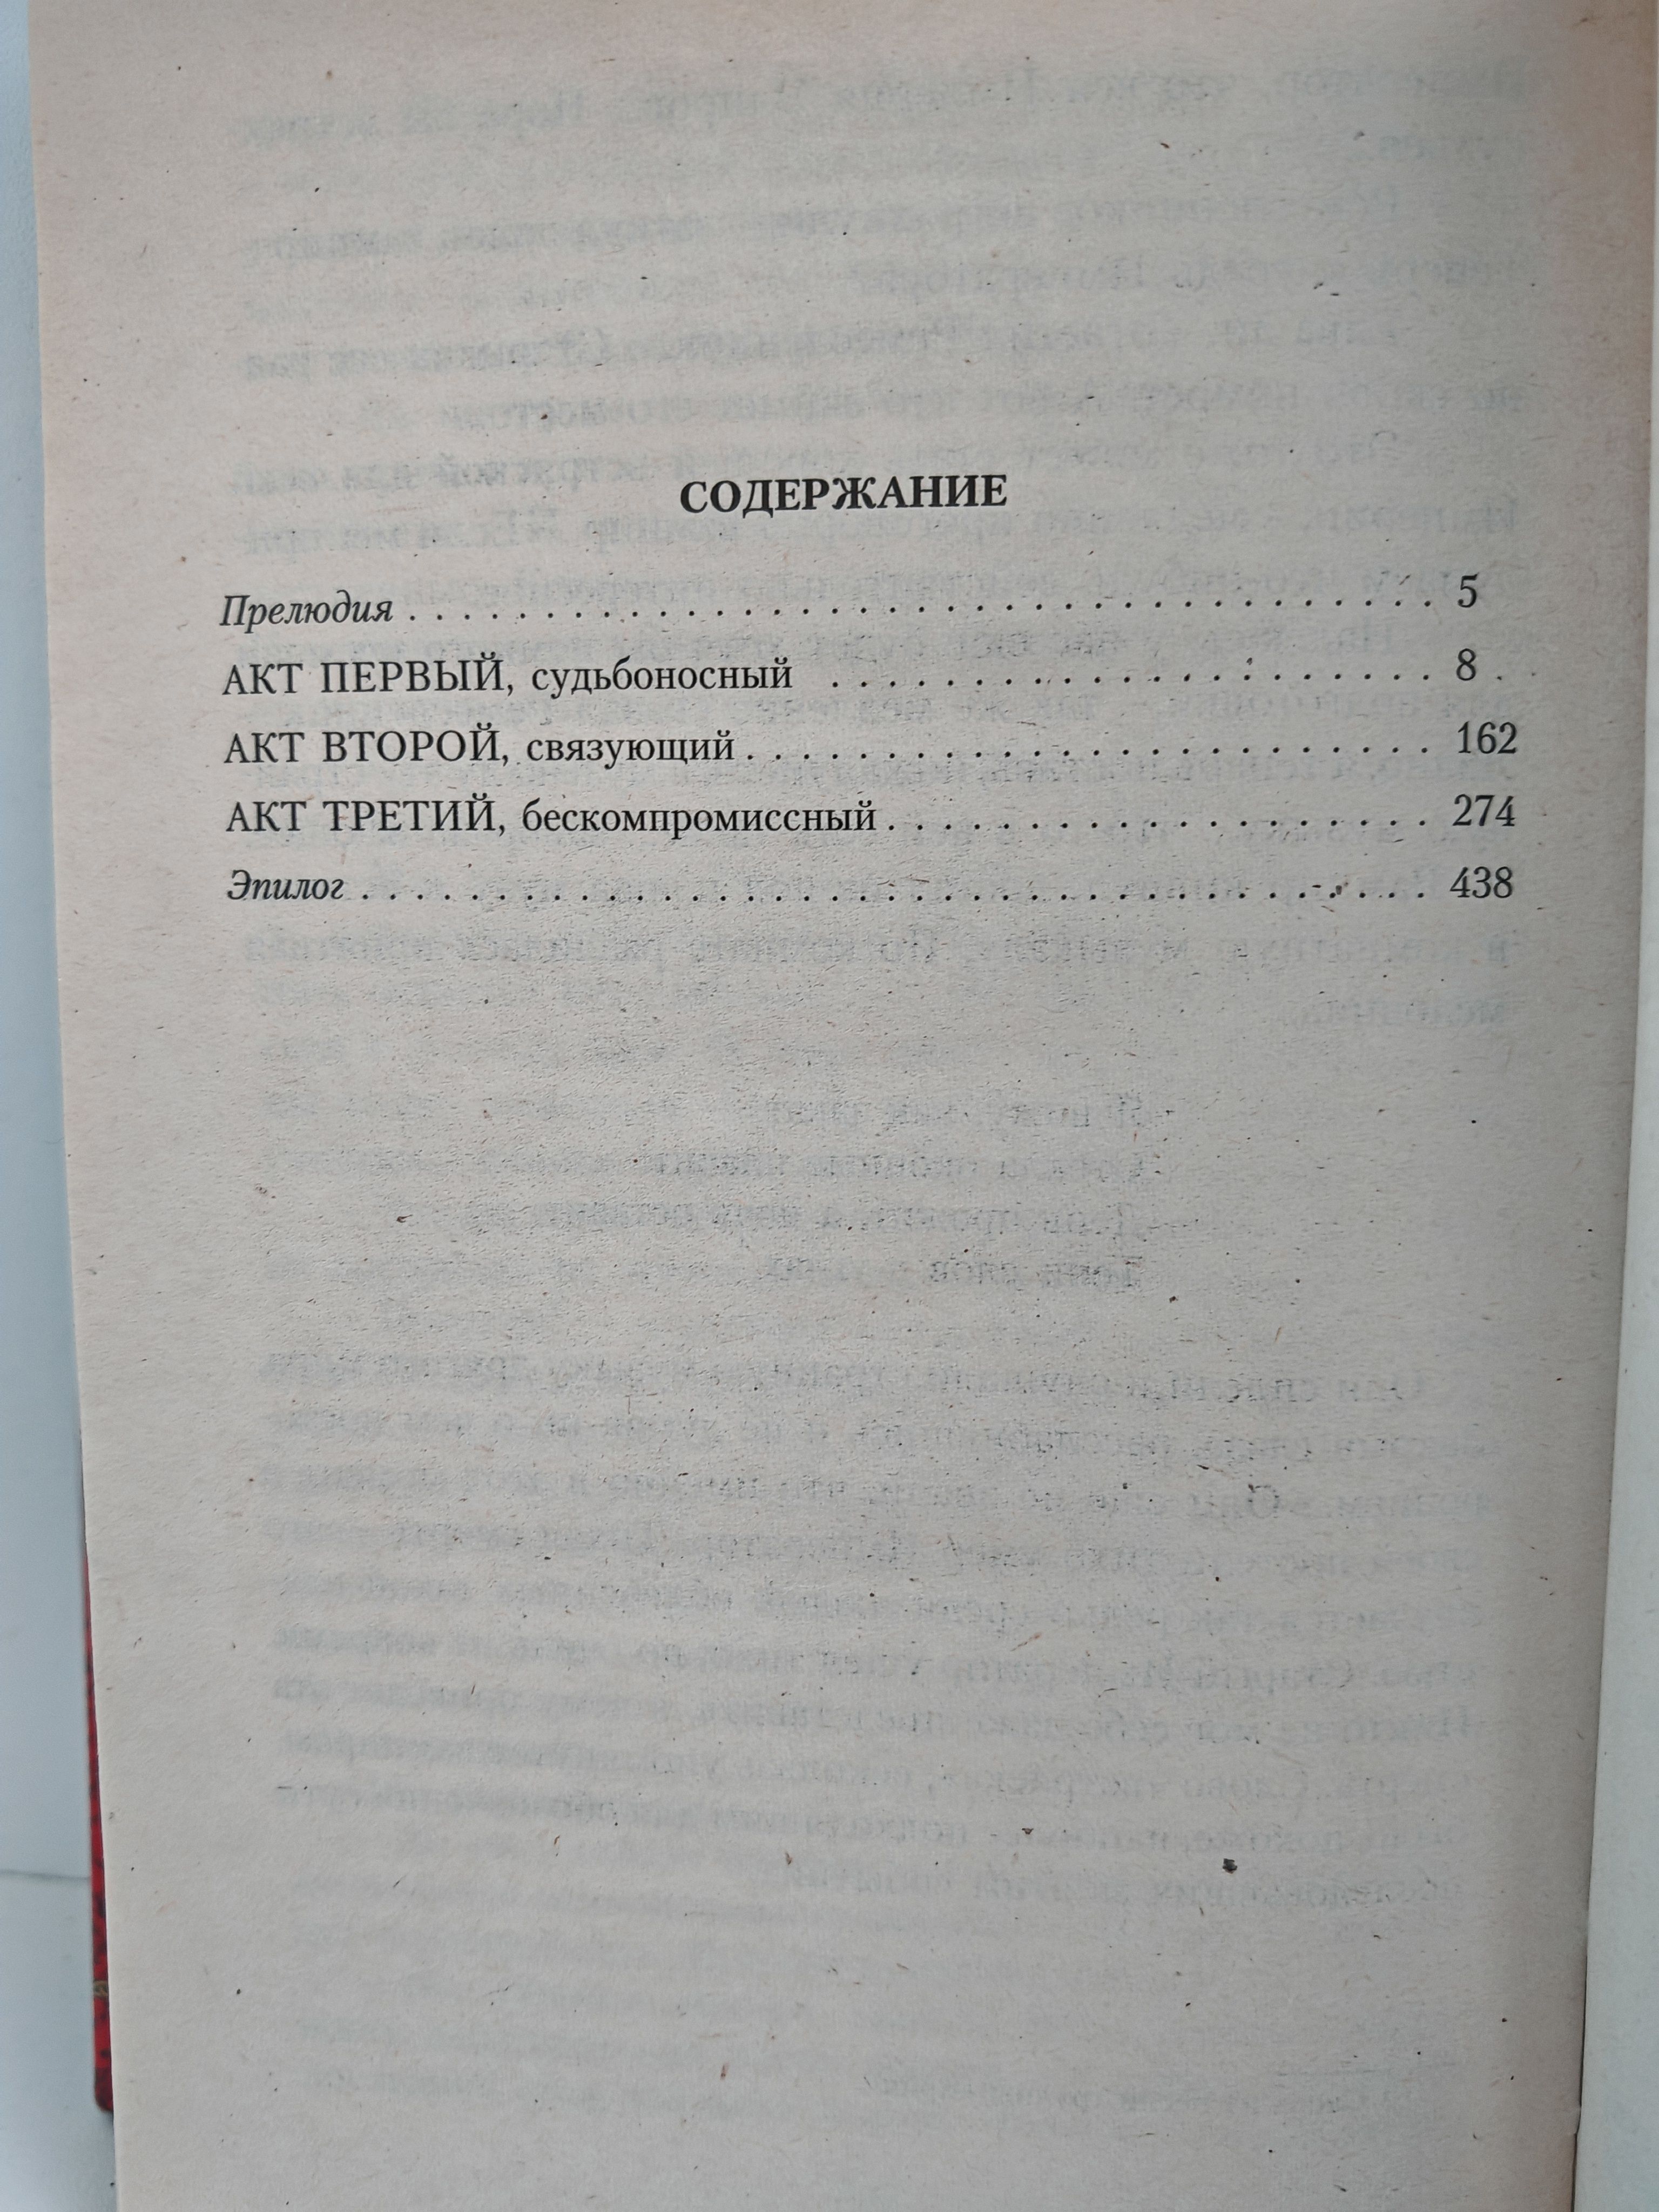 СОДЕРЖАНИЕ
Прелюдия . . . . . . . . . . . . . . . . . . . . . . . . . . . . . . . . . . . . . . 5
АКТ ПЕРВЫЙ, судьбоносный . . . . . . . . . . . . . . . . . . . . . . 8
АКТ ВТОРОЙ, связующий . . . . . . . . . . . . . . . . . . . . . . . . . 162
АКТ ТРЕТИЙ, бескомпромиссный . . . . . . . . . . . . . . . . . . . . 274
Эпилог . . . . . . . . . . . . . . . . . . . . . . . . . . . . . . . . . . . . . . . 438